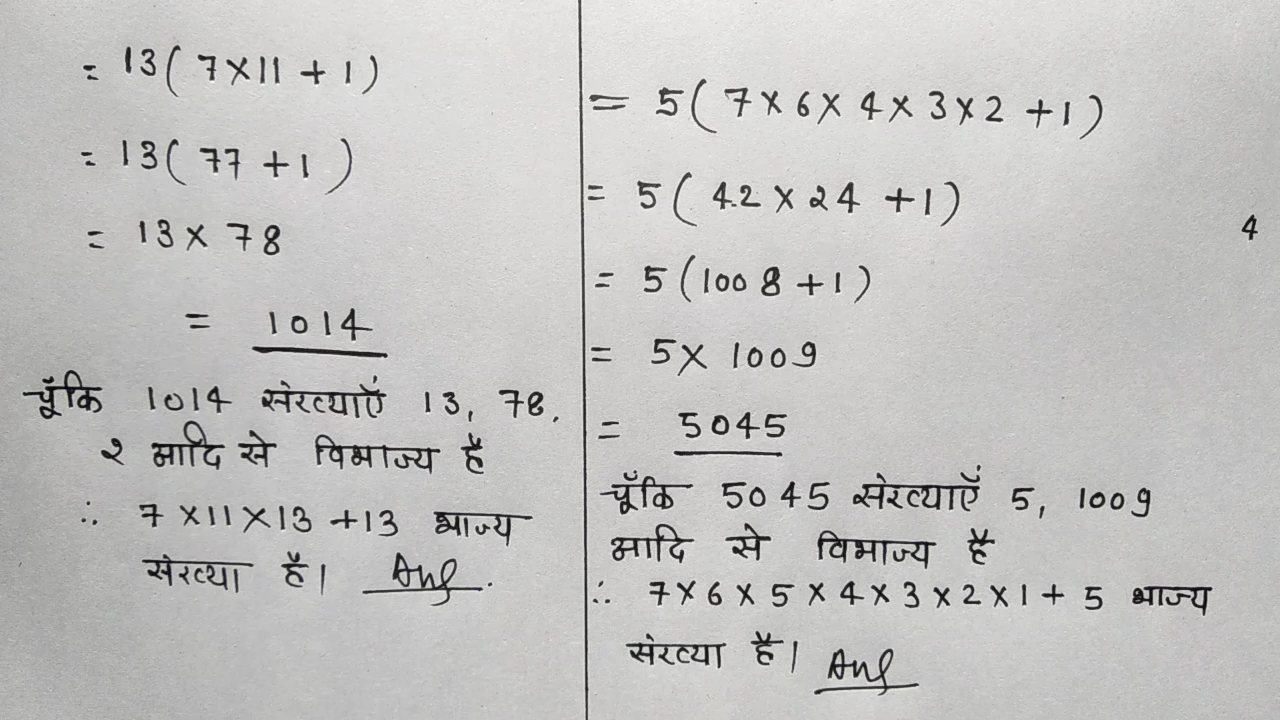 = 13( 7×11 + 1)
= 13( 77 + 1 )
= 13 × 78
= 1014
चूँकि 1014 संख्याएँ 13, 78,
2 आदि से विभाज्य है
∴ 7 ×11×13 +13 भाज्य
संख्या है। Ans.
= 5( 7 × 6 × 4 × 3 × 2 + 1)
= 5( 42 × 24 + 1)
= 5 (1008 + 1)
= 5 × 1009
= 5045
चूँकि 5045 संख्याएँ 5, 1009
आदि से विभाज्य है
∴ 7 × 6 × 5 × 4 × 3 × 2 × 1 + 5 भाज्य
संख्या है। Ans
4